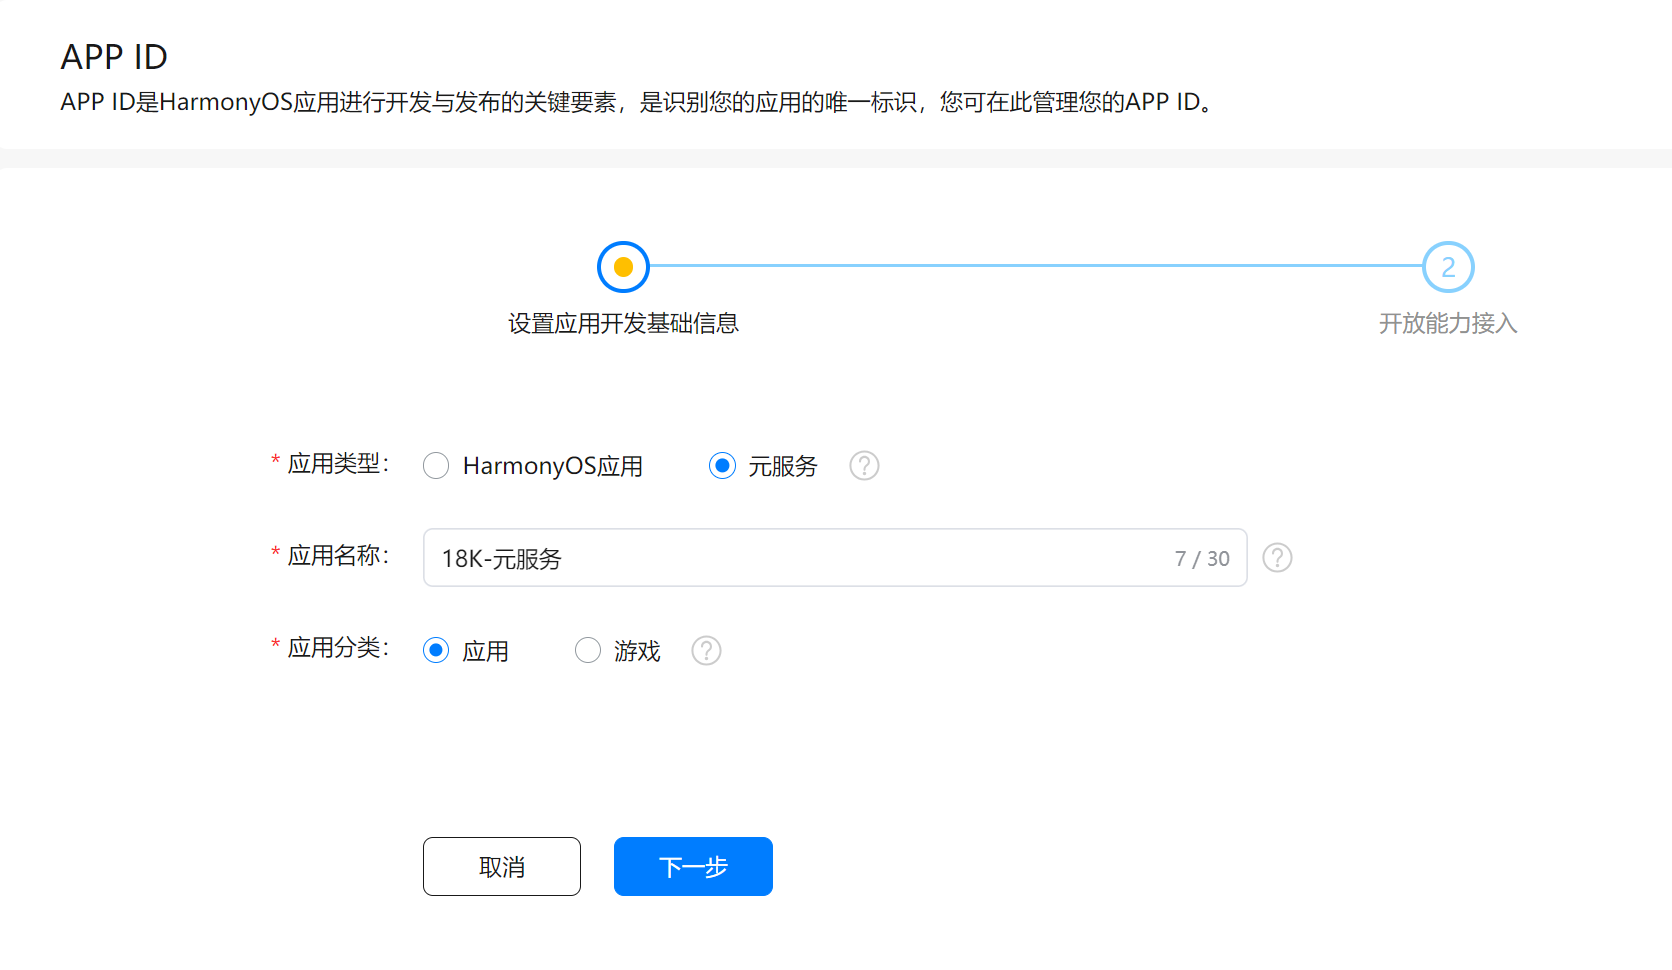 APP ID
APP ID是HarmonyOS应用进行开发与发布的关键要素，是识别您的应用的唯一标识，您可在此管理您的APP ID。
2
设置应用开发基础信息
开放能力接入
* 应用类型： HarmonyOS应用 元服务 ?
* 应用名称： 18K-元服务 7 / 30 ?
* 应用分类： 应用 游戏 ?
取消 下一步